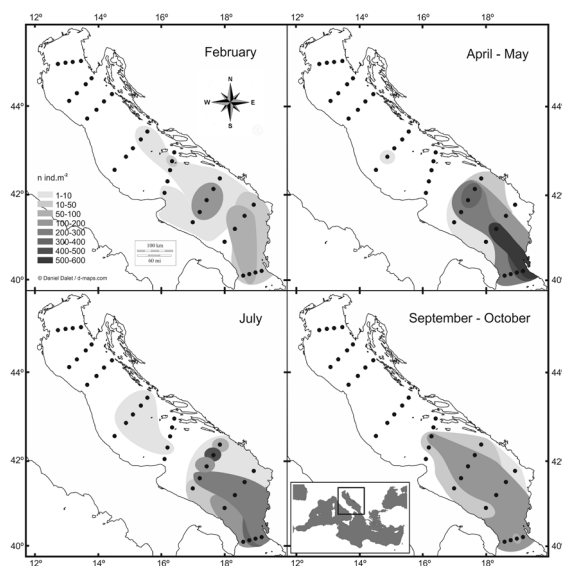 12° 14° 16° 18° 12° 14° 16° 18°
February
April - May
N
W E
S
44° 44°
n ind.m⁻²
1-10
10-50
50-100
100-200
200-300
300-400
400-500
500-600
100 km
60 mi
42° 42°
© Daniel Dalet / d-maps.com
40° 40°
July
September - October
44° 44°
42° 42°
40° 40°
12° 14° 16° 18° 12° 14° 16° 18°